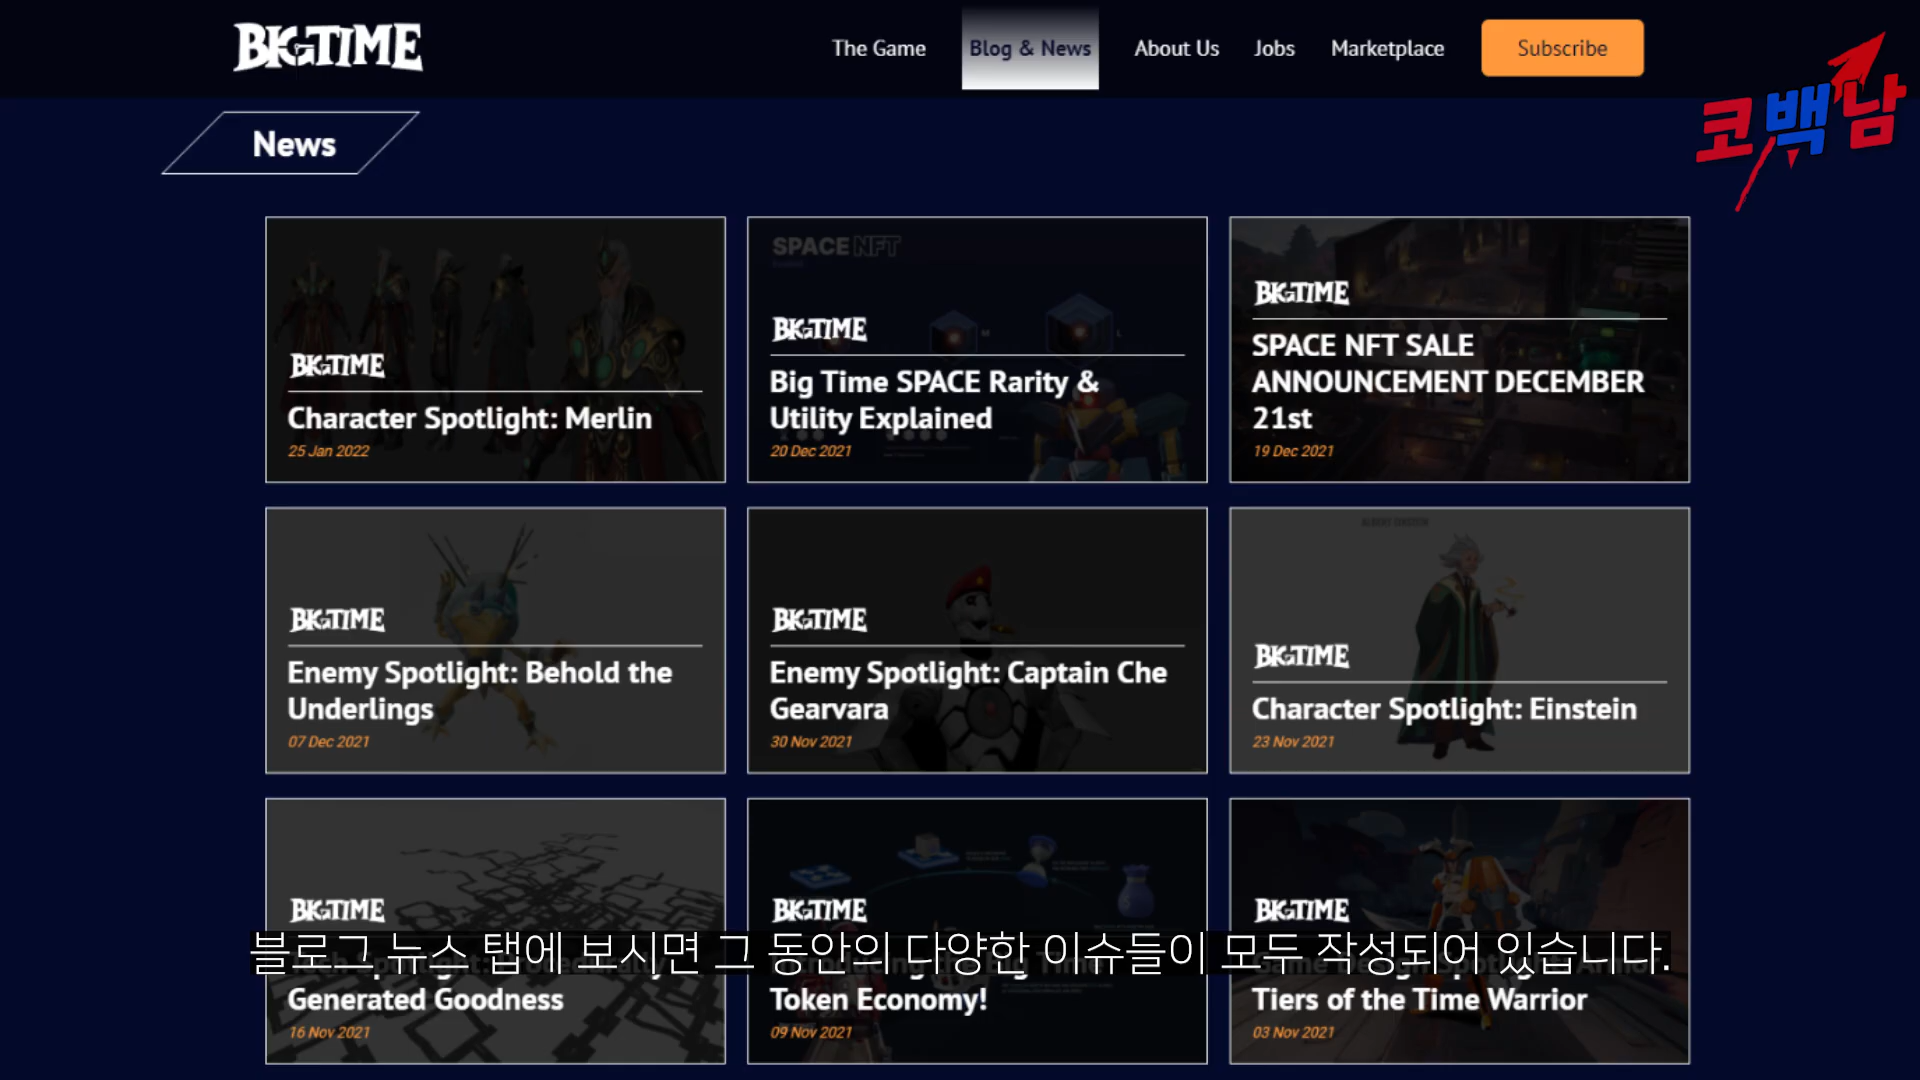 BIGTIME
The Game
Blog & News
About Us
Jobs
Marketplace
Subscribe
코백남
News
BIGTIME
Character Spotlight: Merlin
25 Jan 2022
SPACE NFT
BIGTIME
Big Time SPACE Rarity &
Utility Explained
20 Dec 2021
BIGTIME
SPACE NFT SALE
ANNOUNCEMENT DECEMBER
21st
19 Dec 2021
BIGTIME
Enemy Spotlight: Behold the
Underlings
07 Dec 2021
BIGTIME
Enemy Spotlight: Captain Che
Gearvara
30 Nov 2021
ALBERT EINSTEIN
BIGTIME
Character Spotlight: Einstein
23 Nov 2021
BIGTIME
Generated Goodness
16 Nov 2021
BIGTIME
Token Economy!
09 Nov 2021
BIGTIME
Tiers of the Time Warrior
03 Nov 2021
블로그 뉴스 탭에 보시면 그 동안의 다양한 이슈들이 모두 작성되어 있습니다.